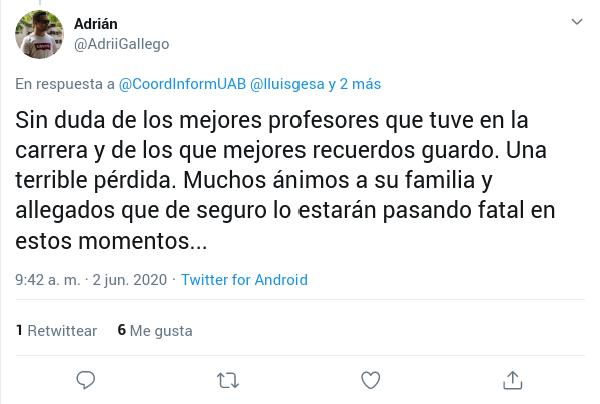 Adrián
@AdriiGallego
En respuesta a @CoordInformUAB @lluisgesa y 2 más
Sin duda de los mejores profesores que tuve en la
carrera y de los que mejores recuerdos guardo. Una
terrible pérdida. Muchos ánimos a su familia y
allegados que de seguro lo estarán pasando fatal en
estos momentos...
9:42 a. m. · 2 jun. 2020 · Twitter for Android
1 Retwittear 6 Me gusta